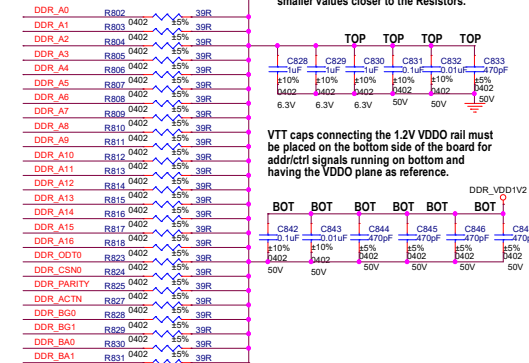 smaller values closer to the Resistors.
DDR_A0 R802 0402 ±5% 39R
DDR_A1 R803 0402 ±5% 39R
DDR_A2 R804 0402 ±5% 39R
DDR_A3 R805 0402 ±5% 39R
DDR_A4 R806 0402 ±5% 39R
DDR_A5 R807 0402 ±5% 39R
DDR_A6 R808 0402 ±5% 39R
DDR_A7 R809 0402 ±5% 39R
DDR_A8 R810 0402 ±5% 39R
DDR_A9 R811 0402 ±5% 39R
DDR_A10 R812 0402 ±5% 39R
DDR_A11 R813 0402 ±5% 39R
DDR_A12 R814 0402 ±5% 39R
DDR_A13 R815 0402 ±5% 39R
DDR_A14 R816 0402 ±5% 39R
DDR_A15 R817 0402 ±5% 39R
DDR_A16 R818 0402 ±5% 39R
DDR_ODT0 R823 0402 ±5% 39R
DDR_CSN0 R824 0402 ±5% 39R
DDR_PARITY R825 0402 ±5% 39R
DDR_ACTN R827 0402 ±5% 39R
DDR_BG0 R828 0402 ±5% 39R
DDR_BG1 R829 0402 ±5% 39R
DDR_BA0 R830 0402 ±5% 39R
DDR_BA1 R831 0402 ±5% 39R
TOP TOP TOP TOP
C828 C829 C830 C831 C832 C833
1uF 1uF 1uF 0.1uF 0.01uF 470pF
±10% ±10% ±10% ±10% ±10% ±5%
0402 0402 0402 0402 0402 0402
6.3V 6.3V 6.3V 50V 50V 50V
VTT caps connecting the 1.2V VDDO rail must
be placed on the bottom side of the board for
addr/ctrl signals running on bottom and
having the VDDO plane as reference.
DDR_VDD1V2
BOT BOT BOT BOT BOT BOT
C842 C843 C844 C845 C846
0.1uF 0.01uF 470pF 470pF 470pF
±10% ±10% ±5% ±5% ±5% ±5%
0402 0402 0402 0402 0402 0402
50V 50V 50V 50V 50V 50V